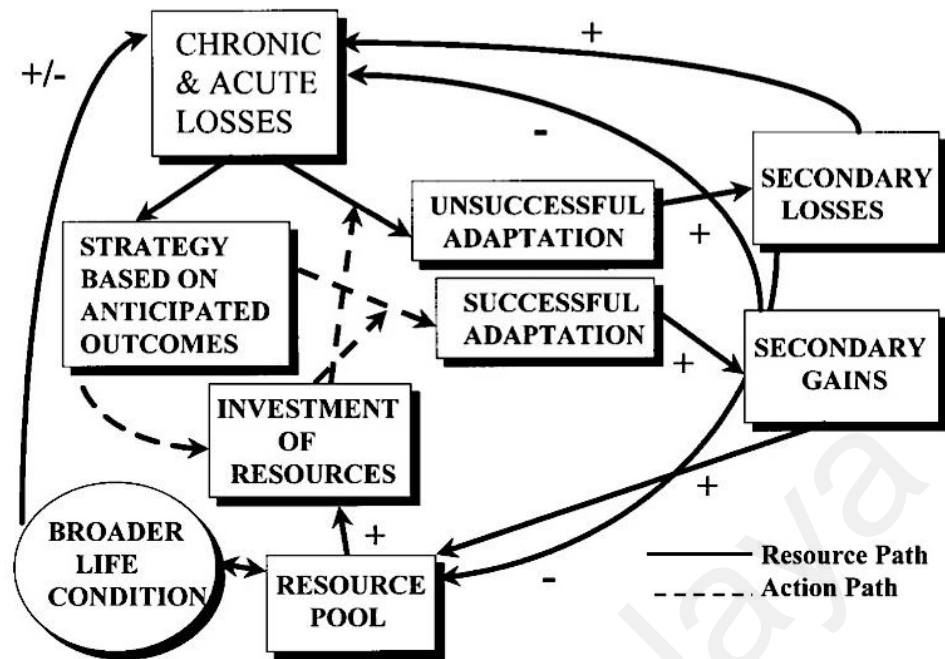 +/-
CHRONIC
& ACUTE
LOSSES
+
-
SECONDARY
LOSSES
UNSUCCESSFUL
ADAPTATION
+
STRATEGY
BASED ON
ANTICIPATED
OUTCOMES
SUCCESSFUL
ADAPTATION
+
SECONDARY
GAINS
INVESTMENT
OF
RESOURCES
+
BROADER
LIFE
CONDITION
+
RESOURCE
POOL
-
Resource Path
Action Path
laya